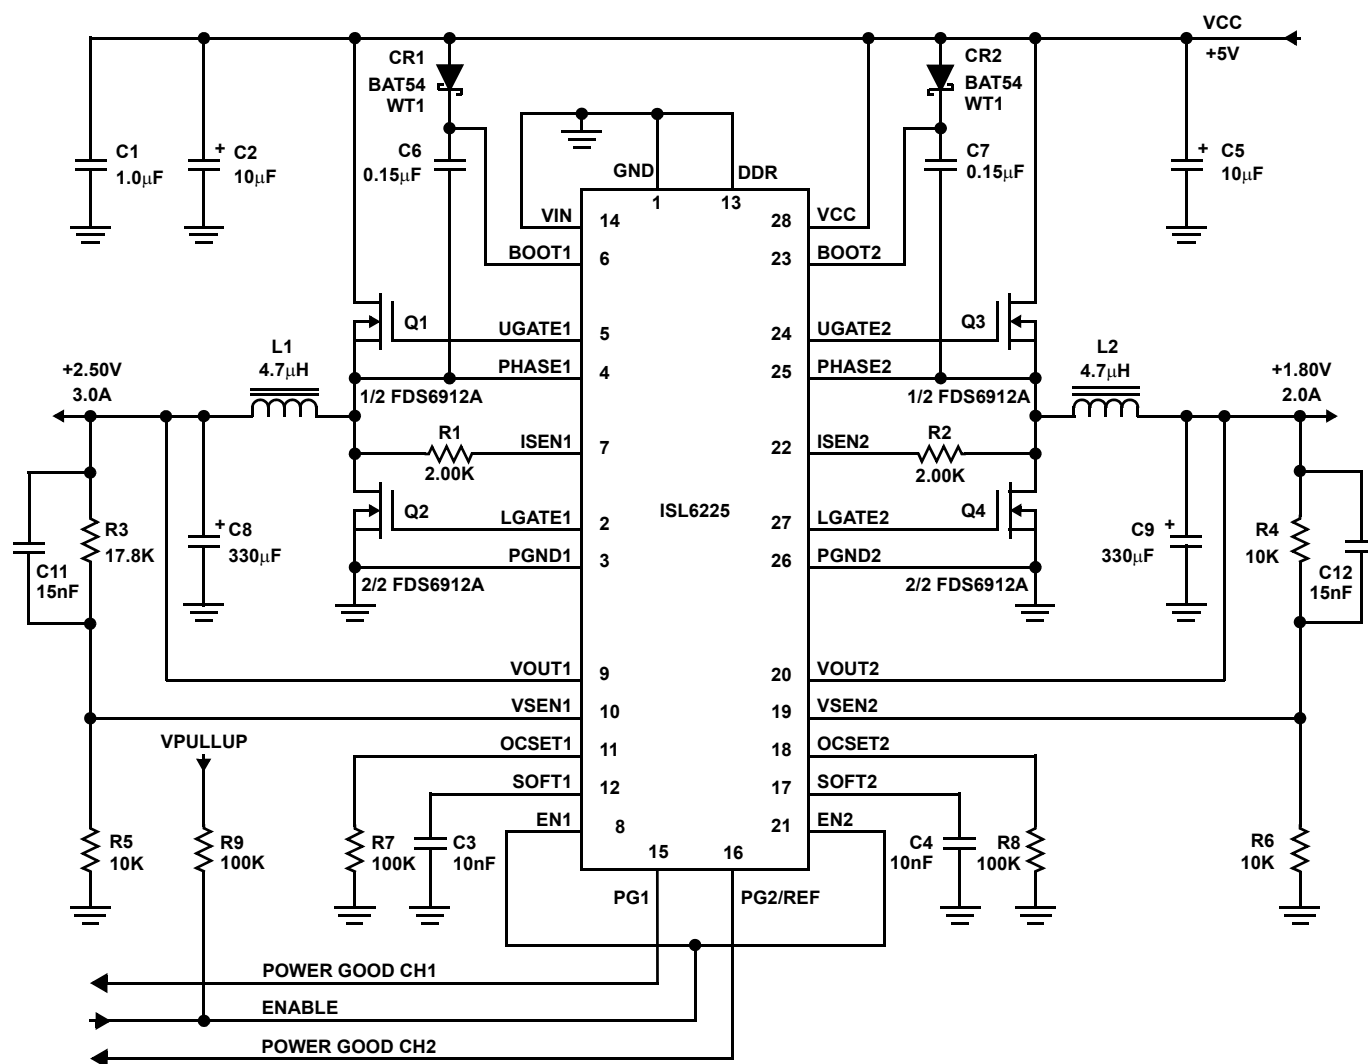 VCC
+5V
CR1
BAT54
WT1
CR2
BAT54
WT1
C1
1.0μF
+ C2
10μF
C6
0.15μF
C7
0.15μF
+ C5
10μF
GND
DDR
1
13
VIN
14
28
VCC
BOOT1
6
23
BOOT2
Q1
UGATE1
5
24
UGATE2
Q3
L1
4.7μH
PHASE1
4
25
PHASE2
L2
4.7μH
+2.50V
3.0A
1/2 FDS6912A
1/2 FDS6912A
+1.80V
2.0A
R1
2.00K
ISEN1
7
22
ISEN2
R2
2.00K
ISL6225
Q2
LGATE1
2
27
LGATE2
Q4
R3
17.8K
+ C8
330μF
C9 +
330μF
R4
10K
C11
15nF
PGND1
3
26
PGND2
C12
15nF
2/2 FDS6912A
2/2 FDS6912A
VOUT1
9
20
VOUT2
VSEN1
10
19
VSEN2
VPULLUP
OCSET1
11
18
OCSET2
SOFT1
12
17
SOFT2
EN1
8
21
EN2
R5
10K
R9
100K
R7
100K
C3
10nF
15
16
C4
10nF
R8
100K
R6
10K
PG1
PG2/REF
POWER GOOD CH1
ENABLE
POWER GOOD CH2